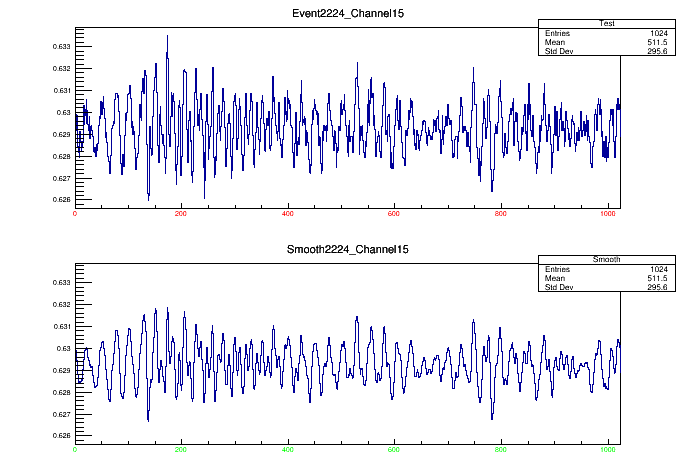 Event2224_Channel15
Test
Entries 1024
Mean 511.5
Std Dev 295.6
0.633
0.632
0.631
0.63
0.629
0.628
0.627
0.626
0 200 400 600 800 1000
Smooth2224_Channel15
Smooth
Entries 1024
Mean 511.5
Std Dev 295.6
0.633
0.632
0.631
0.63
0.629
0.628
0.627
0.626
0 200 400 600 800 1000